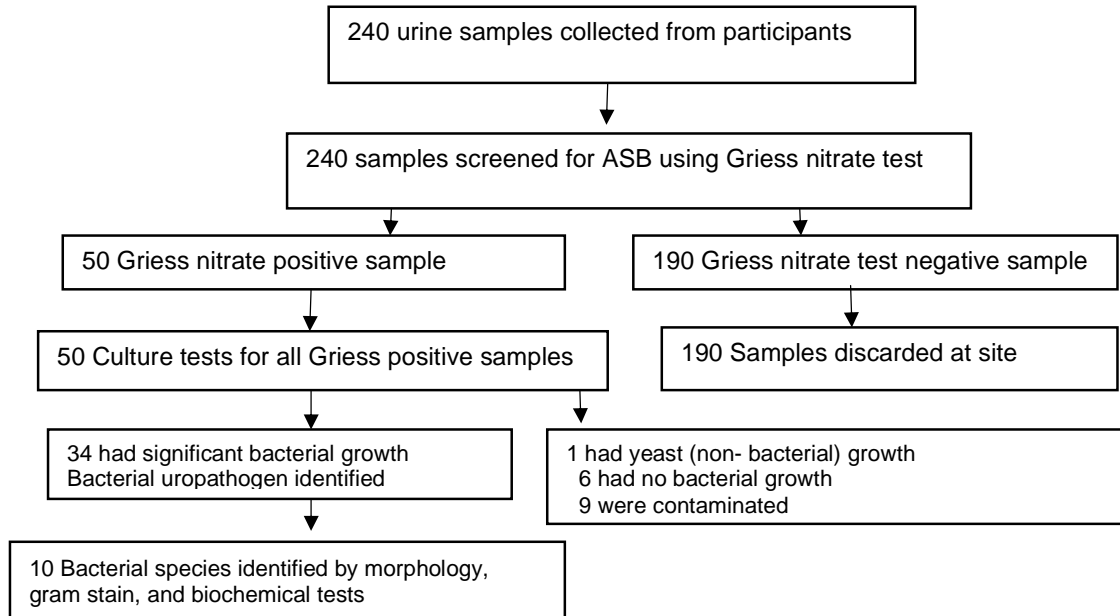 240 urine samples collected from participants
240 samples screened for ASB using Griess nitrate test
50 Griess nitrate positive sample
190 Griess nitrate test negative sample
50 Culture tests for all Griess positive samples
190 Samples discarded at site
34 had significant bacterial growth
Bacterial uropathogen identified
1 had yeast (non- bacterial) growth
6 had no bacterial growth
9 were contaminated
10 Bacterial species identified by morphology,
gram stain, and biochemical tests